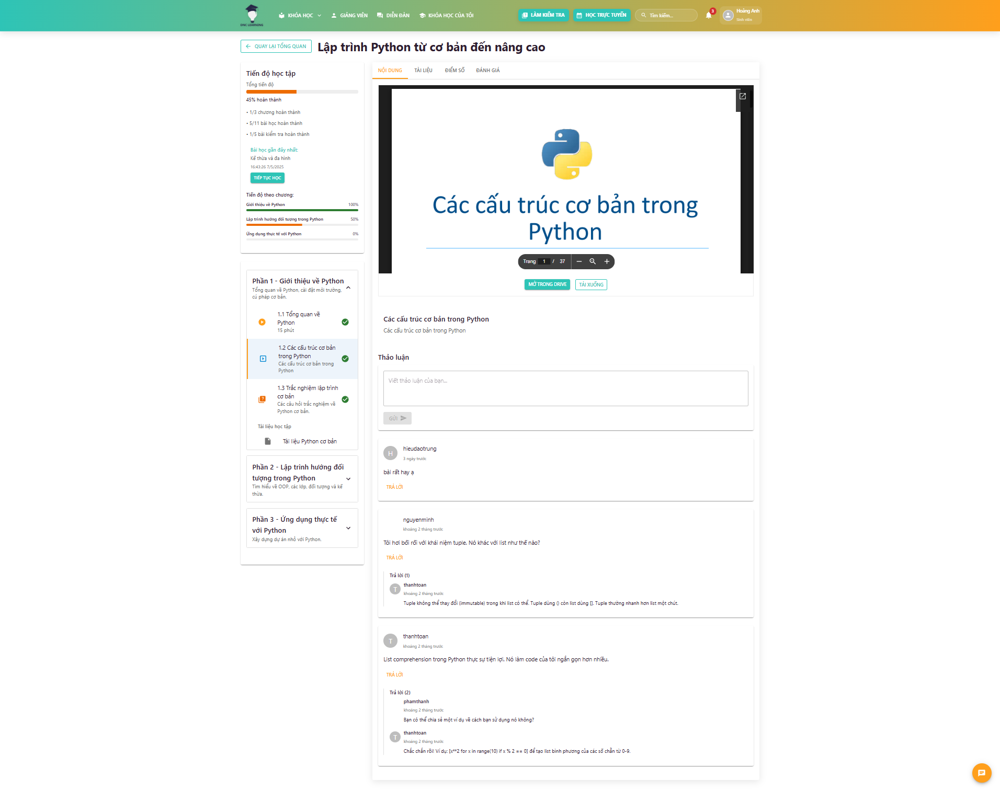 DNC LEARNING
KHÓA HỌC
GIẢNG VIÊN
DIỄN ĐÀN
KHÓA HỌC CỦA TÔI
LÀM KIỂM TRA
HỌC TRỰC TUYẾN
Tìm kiếm...
3
Hoàng Anh
Sinh viên
QUAY LẠI TỔNG QUAN
Lập trình Python từ cơ bản đến nâng cao
Tiến độ học tập
Tổng tiến độ
45% hoàn thành
• 1/3 chương hoàn thành
• 5/11 bài học hoàn thành
• 1/5 bài kiểm tra hoàn thành
Bài học gần đây nhất:
Kế thừa và đa hình
16:43:26 7/5/2025
TIẾP TỤC HỌC
Tiến độ theo chương:
Giới thiệu về Python 100%
Lập trình hướng đối tượng trong Python 50%
Ứng dụng thực tế với Python 0%
Phần 1 - Giới thiệu về Python
Tổng quan về Python, cài đặt môi trường,
cú pháp cơ bản.
1.1 Tổng quan về
Python
15 phút
1.2 Các cấu trúc cơ bản
trong Python
Các cấu trúc cơ bản trong
Python
1.3 Trắc nghiệm lập trình
cơ bản
Các câu hỏi trắc nghiệm về
Python cơ bản.
Tài liệu học tập
Tài liệu Python cơ bản
Phần 2 - Lập trình hướng đối
tượng trong Python
Tìm hiểu về OOP, các lớp, đối tượng và kế
thừa.
Phần 3 - Ứng dụng thực tế
với Python
Xây dựng dự án nhỏ với Python.
NỘI DUNG
TÀI LIỆU
ĐIỂM SỐ
ĐÁNH GIÁ
Các cấu trúc cơ bản trong
Python
Trang 1 / 37
MỞ TRONG DRIVE
TẢI XUỐNG
Các cấu trúc cơ bản trong Python
Các cấu trúc cơ bản trong Python
Thảo luận
Viết thảo luận của bạn...
GỬI
H
hieudaotrung
3 ngày trước
bài rất hay ạ
TRẢ LỜI
nguyenminh
khoảng 2 tháng trước
Tôi hơi bối rối với khái niệm tuple. Nó khác với list như thế nào?
TRẢ LỜI
Trả lời (1)
T
thanhtoan
khoảng 2 tháng trước
Tuple không thể thay đổi (immutable) trong khi list có thể. Tuple dùng () còn list dùng []. Tuple thường nhanh hơn list một chút.
T
thanhtoan
khoảng 2 tháng trước
List comprehension trong Python thực sự tiện lợi. Nó làm code của tôi ngắn gọn hơn nhiều.
TRẢ LỜI
Trả lời (2)
phamthanh
khoảng 2 tháng trước
Bạn có thể chia sẻ một ví dụ về cách bạn sử dụng nó không?
T
thanhtoan
khoảng 2 tháng trước
Chắc chắn rồi! Ví dụ: [x**2 for x in range(10) if x % 2 == 0] để tạo list bình phương của các số chẵn từ 0-9.